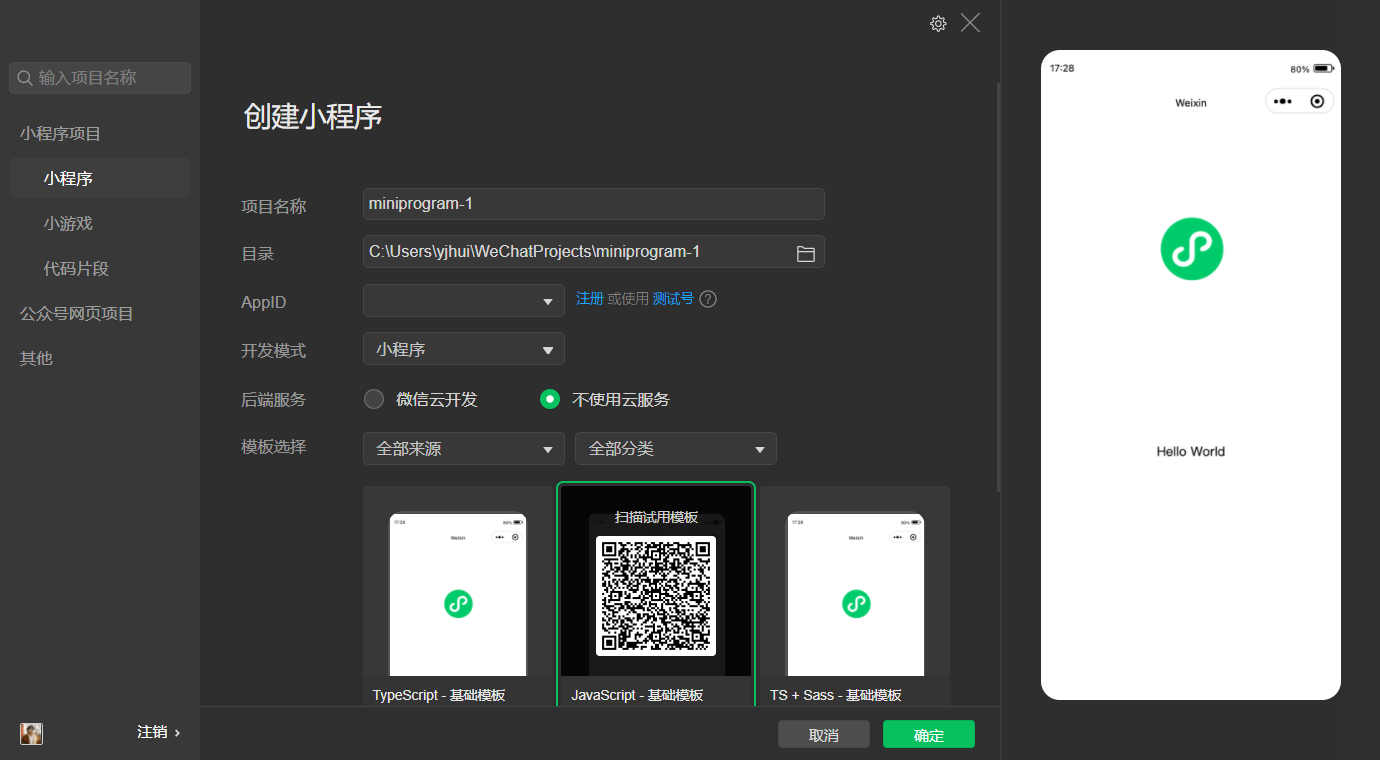 输入项目名称
小程序项目
小程序
小游戏
代码片段
公众号网页项目
其他
注销 ›
创建小程序
项目名称 miniprogram-1
目录 C:\Users\yjhui\WeChatProjects\miniprogram-1
AppID 注册 或使用 测试号 ?
开发模式 小程序
后端服务 微信云开发 不使用云服务
模板选择 全部来源 全部分类
17:28 80%
Weixin
TypeScript - 基础模板
扫描试用模板
JavaScript - 基础模板
17:28 80%
Weixin
TS + Sass - 基础模板
取消 确定
17:28 80%
Weixin
Hello World